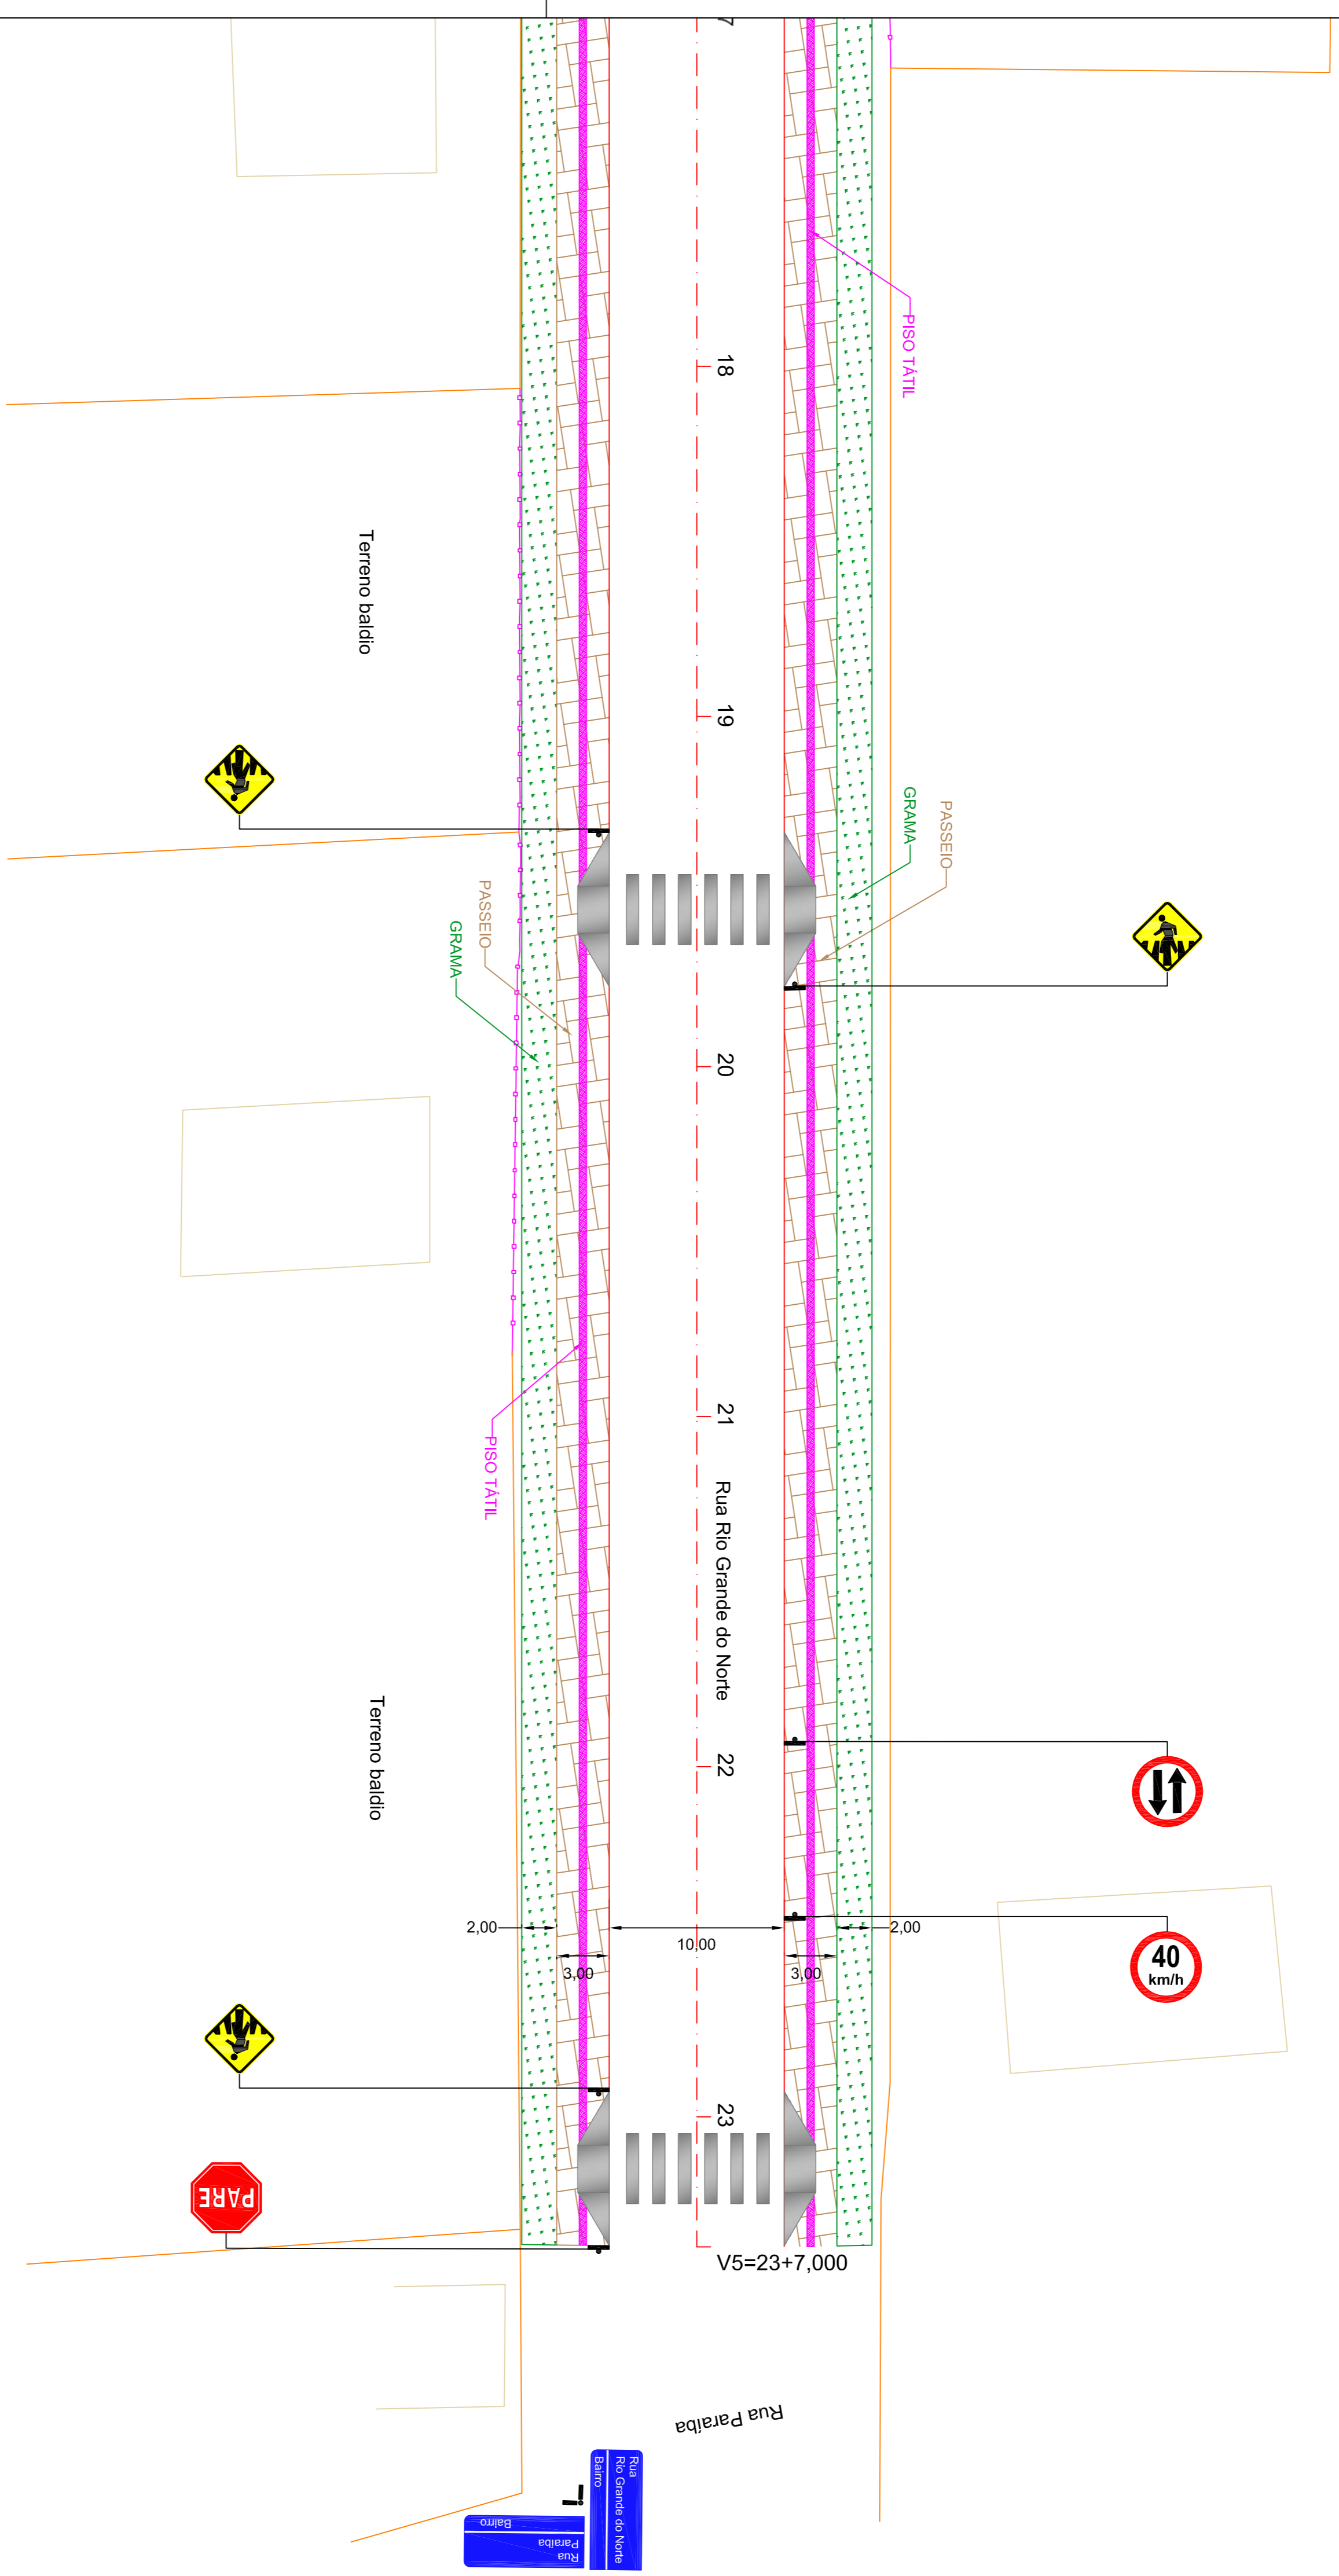 7
18
PISO TÁTIL
Terreno baldio
19
GRAMA
PASSEIO
PASSEIO
GRAMA
20
21
PISO TÁTIL
Rua Rio Grande do Norte
Terreno baldio
22
2,00
10,00
2,00
3,00
3,00
40
km/h
23
PARE
V5=23+7,000
Rua Paraíba
Rua
Rio Grande do Norte
Bairro
Rua
Paraíba
Bairro